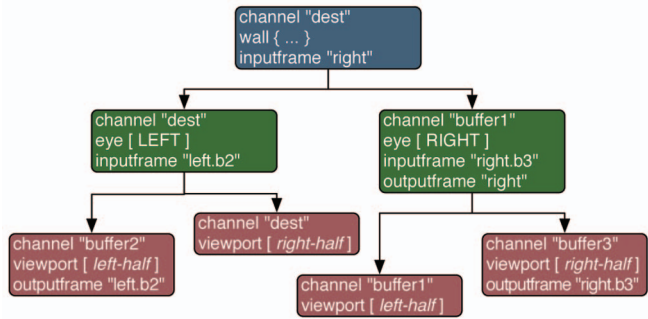 channel "dest"
wall { ... }
inputframe "right"
channel "dest"
eye [ LEFT ]
inputframe "left.b2"
channel "buffer1"
eye [ RIGHT ]
inputframe "right.b3"
outputframe "right"
channel "buffer2"
viewport [ left-half ]
outputframe "left.b2"
channel "dest"
viewport [ right-half ]
channel "buffer1"
viewport [ left-half ]
channel "buffer3"
viewport [ right-half ]
outputframe "right.b3"